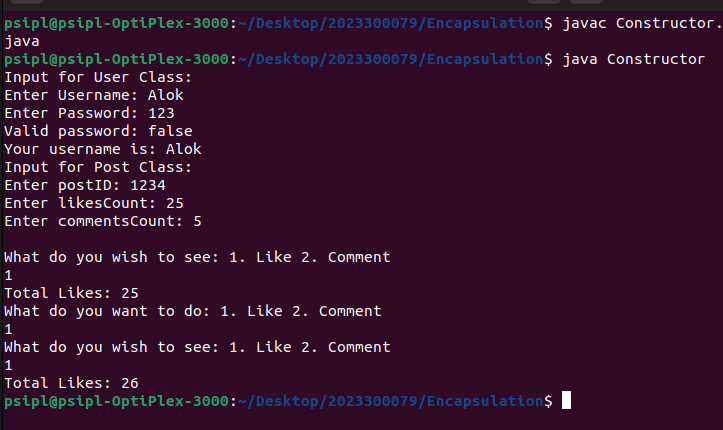 psipl@psipl-OptiPlex-3000:~/Desktop/2023300079/Encapsulation$ javac Constructor.
java
psipl@psipl-OptiPlex-3000:~/Desktop/2023300079/Encapsulation$ java Constructor
Input for User Class:
Enter Username: Alok
Enter Password: 123
Valid password: false
Your username is: Alok
Input for Post Class:
Enter postID: 1234
Enter likesCount: 25
Enter commentsCount: 5
What do you wish to see: 1. Like 2. Comment
1
Total Likes: 25
What do you want to do: 1. Like 2. Comment
1
What do you wish to see: 1. Like 2. Comment
1
Total Likes: 26
psipl@psipl-OptiPlex-3000:~/Desktop/2023300079/Encapsulation$